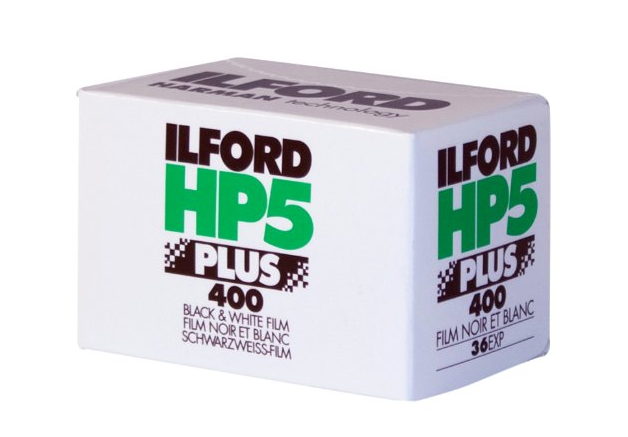 ILFORD
HARMAN technology
ILFORD
HP5
PLUS
400
BLACK & WHITE FILM
FILM NOIR ET BLANC
SCHWARZWEISS-FILM
ILFORD
HP5
PLUS
400
FILM NOIR ET BLANC
36EXP